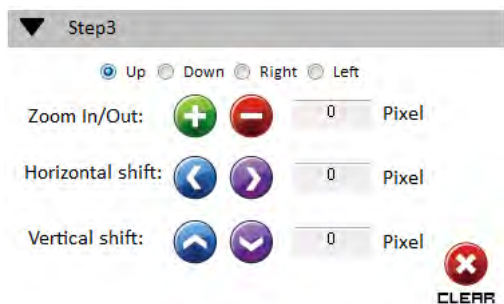 Step3
Up Down Right Left
Zoom In/Out: 0 Pixel
Horizontal shift: 0 Pixel
Vertical shift: 0 Pixel
CLEAR